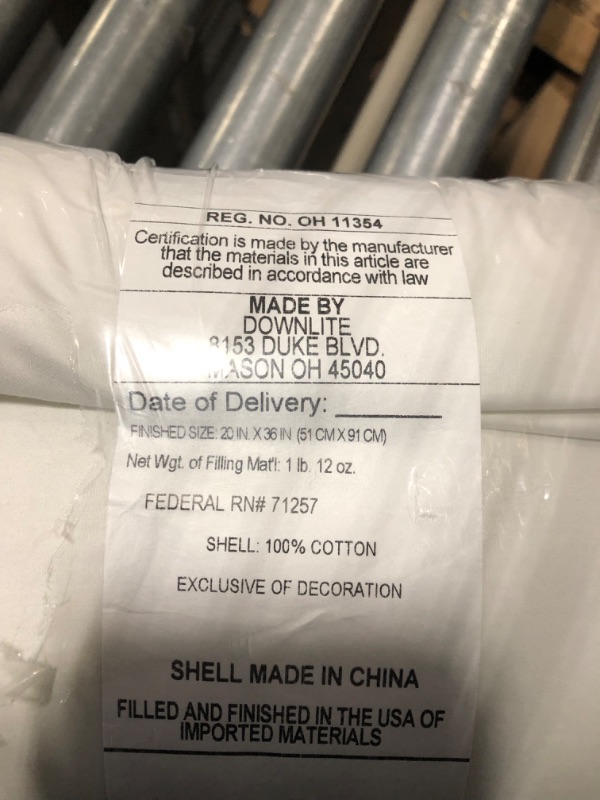 REG. NO. OH 11354
Certification is made by the manufacturer
that the materials in this article are
described in accordance with law
MADE BY
DOWNLITE
8153 DUKE BLVD.
MASON OH 45040
Date of Delivery:
FINISHED SIZE: 20 IN. X 36 IN (51 CM X 91 CM)
Net Wgt. of Filling Mat'l: 1 lb. 12 oz.
FEDERAL RN# 71257
SHELL: 100% COTTON
EXCLUSIVE OF DECORATION
SHELL MADE IN CHINA
FILLED AND FINISHED IN THE USA OF
IMPORTED MATERIALS